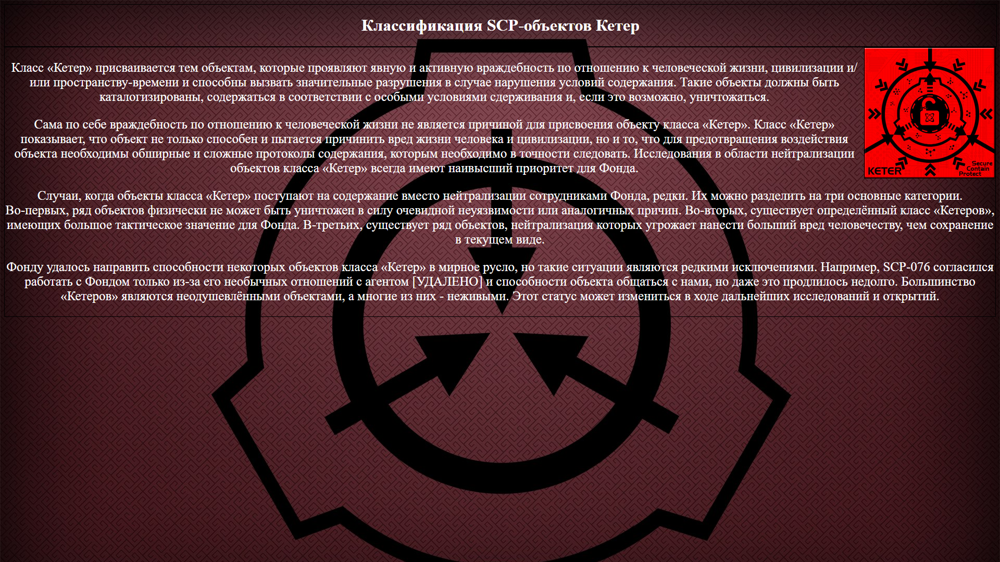 Классификация SCP-объектов Кетер
Класс «Кетер» присваивается тем объектам, которые проявляют явную и активную враждебность по отношению к человеческой жизни, цивилизации и/
или пространству-времени и способны вызвать значительные разрушения в случае нарушения условий содержания. Такие объекты должны быть
каталогизированы, содержаться в соответствии с особыми условиями сдерживания и, если это возможно, уничтожаться.
Сама по себе враждебность по отношению к человеческой жизни не является причиной для присвоения объекту класса «Кетер». Класс «Кетер»
показывает, что объект не только способен и пытается причинить вред жизни человека и цивилизации, но и то, что для предотвращения воздействия
объекта необходимы обширные и сложные протоколы содержания, которым необходимо в точности следовать. Исследования в области нейтрализации
объектов класса «Кетер» всегда имеют наивысший приоритет для Фонда.
KETER
Secure
Contain
Protect
Случаи, когда объекты класса «Кетер» поступают на содержание вместо нейтрализации сотрудниками Фонда, редки. Их можно разделить на три основные категории.
Во-первых, ряд объектов физически не может быть уничтожен в силу очевидной неуязвимости или аналогичных причин. Во-вторых, существует определённый класс «Кетеров»,
имеющих большое тактическое значение для Фонда. В-третьих, существует ряд объектов, нейтрализация которых угрожает нанести больший вред человечеству, чем сохранение
в текущем виде.
Фонду удалось направить способности некоторых объектов класса «Кетер» в мирное русло, но такие ситуации являются редкими исключениями. Например, SCP-076 согласился
работать с Фондом только из-за его необычных отношений с агентом [УДАЛЕНО] и способности объекта общаться с нами, но даже это продлилось недолго. Большинство
«Кетеров» являются неодушевлёнными объектами, а многие из них - неживыми. Этот статус может измениться в ходе дальнейших исследований и открытий.